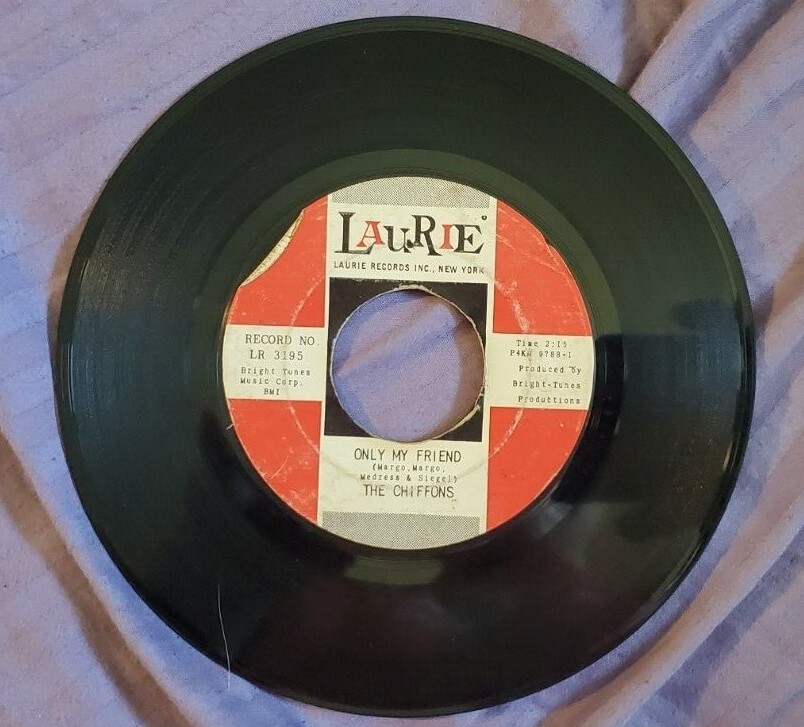 LAURIE
LAURIE RECORDS INC., NEW YORK
RECORD NO.
LR 3195
Bright Tunes
Music Corp.
BMI
Time 2:15
9788-1
Produced by
Bright-Tunes
Productions
ONLY MY FRIEND
(Margo, Margo,
Medress & Siegel)
THE CHIFFONS